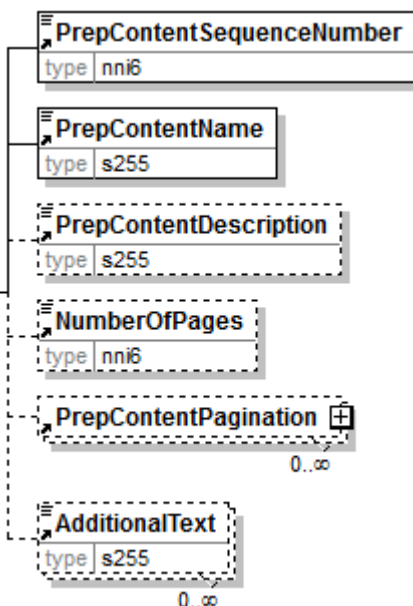 PrepContentSequenceNumber
type nni6
PrepContentName
type s255
PrepContentDescription
type s255
NumberOfPages
type nni6
PrepContentPagination
0..∞
AdditionalText
type s255
0..∞